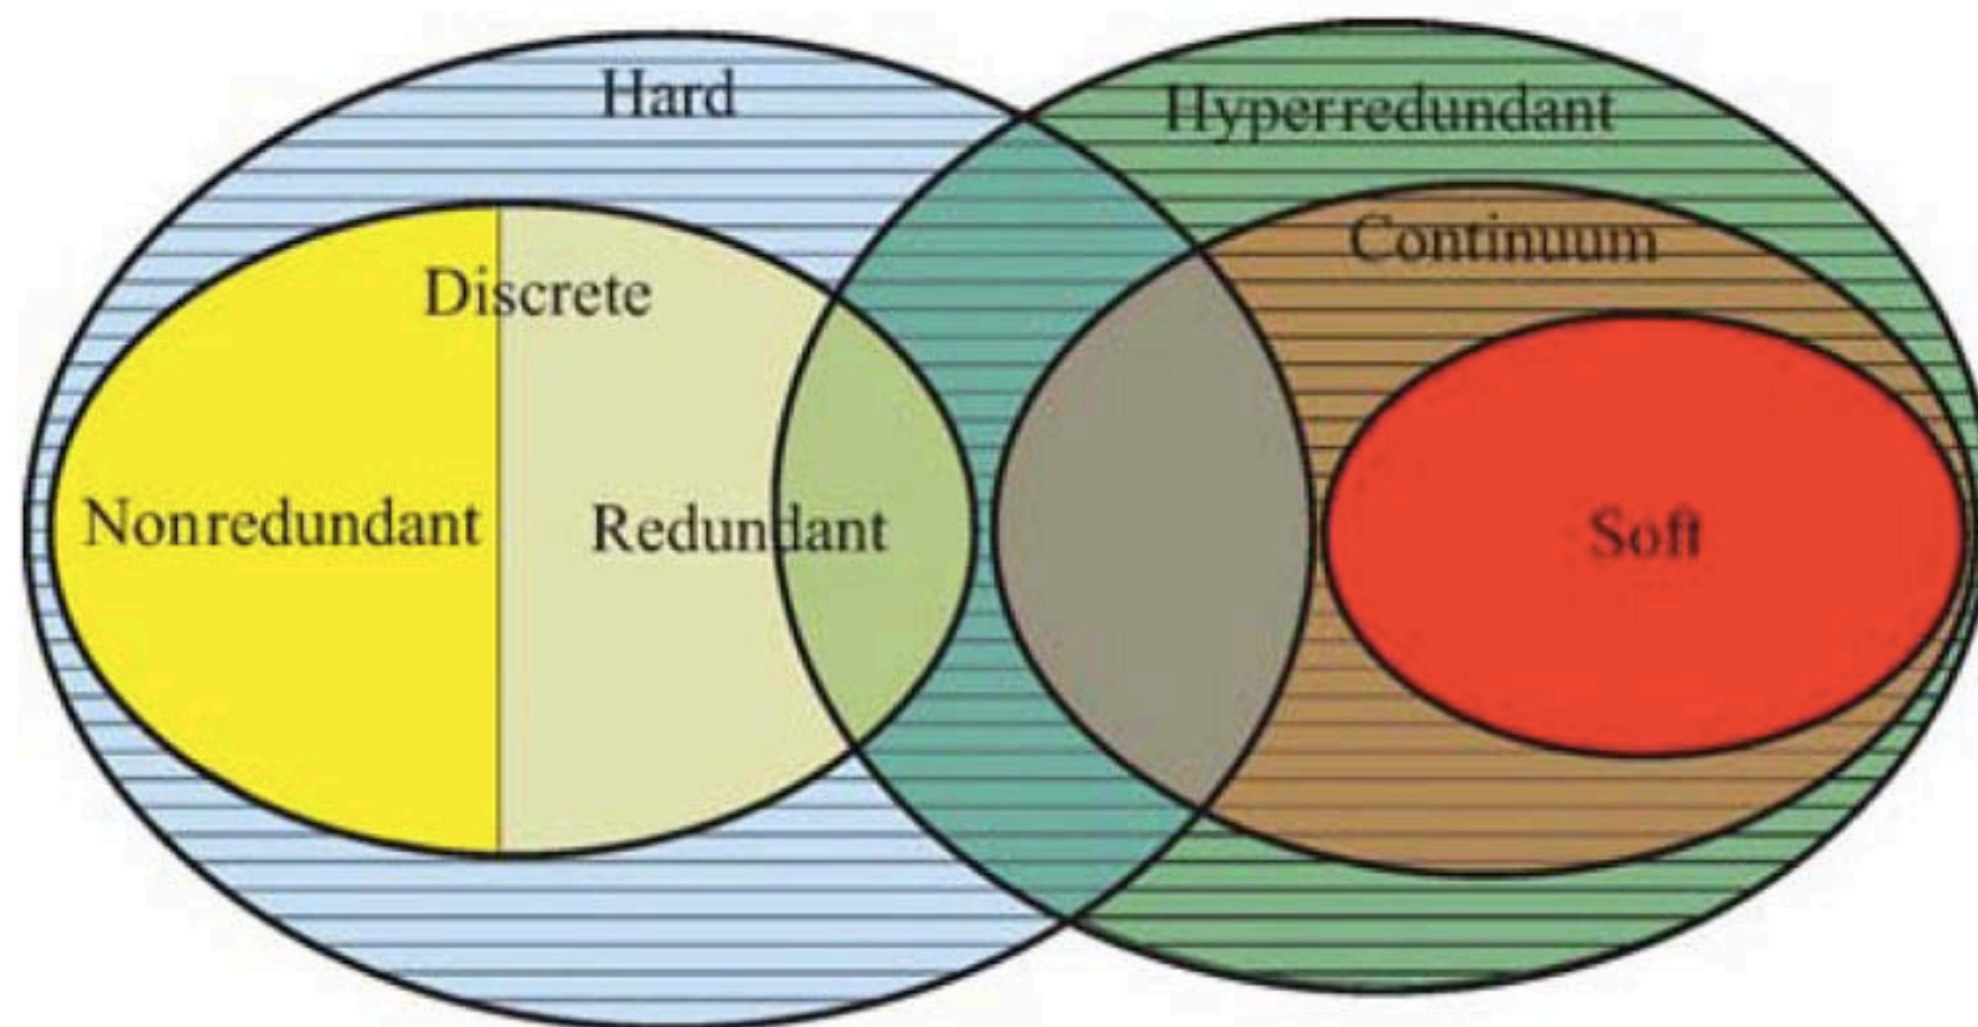 Hard
Hyperredundant
Continuum
Discrete
Nonredundant
Redundant
Soft